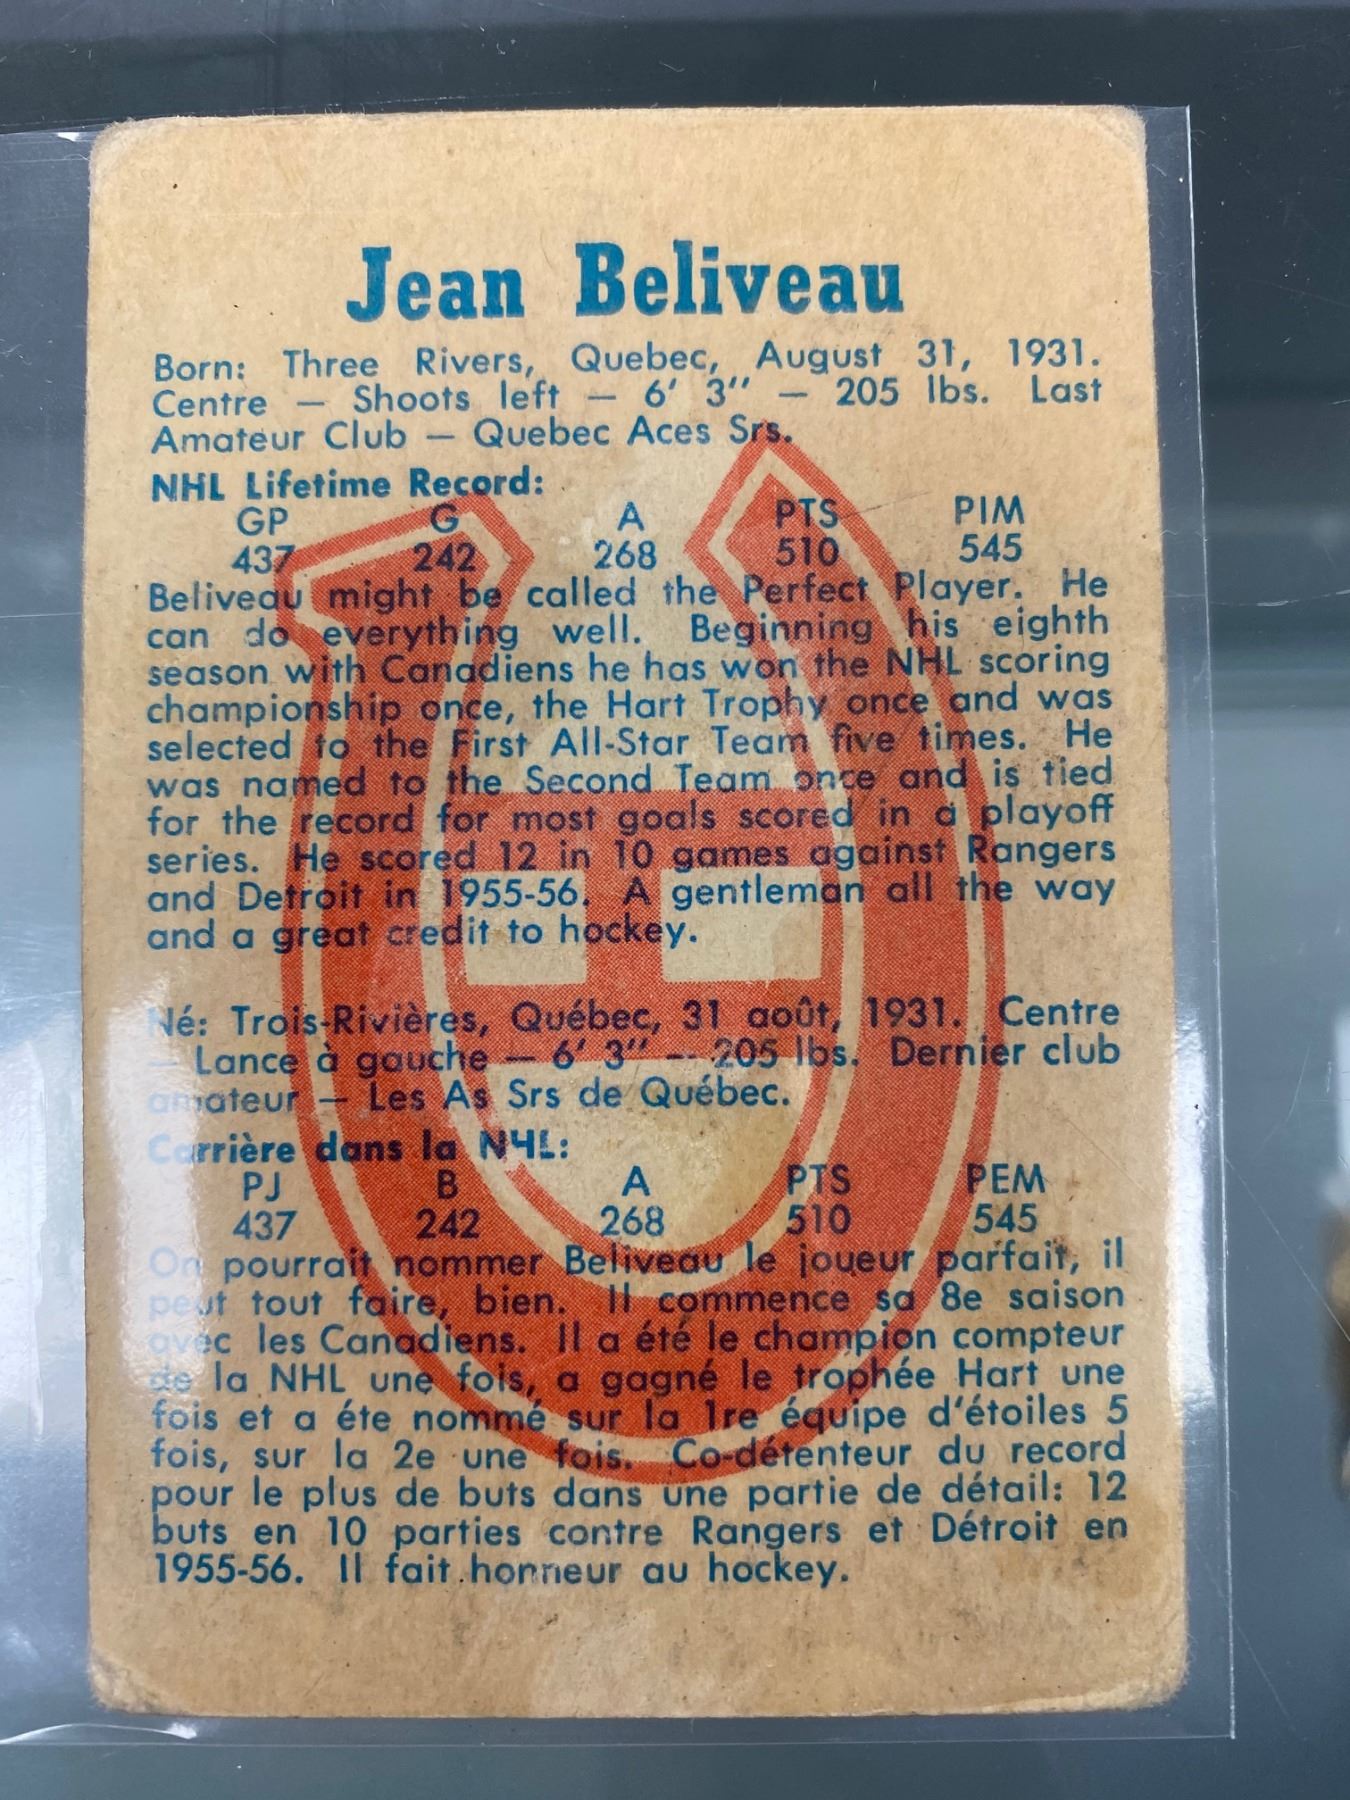 Jean Beliveau
Born: Three Rivers, Quebec, August 31, 1931.
Centre — Shoots left — 6' 3'' — 205 lbs. Last
Amateur Club — Quebec Aces Srs.
NHL Lifetime Record:
GP G A PTS PIM
437 242 268 510 545
Beliveau might be called the Perfect Player. He
can do everything well. Beginning his eighth
season with Canadiens he has won the NHL scoring
championship once, the Hart Trophy once and was
selected to the First All-Star Team five times. He
was named to the Second Team once and is tied
for the record for most goals scored in a playoff
series. He scored 12 in 10 games against Rangers
and Detroit in 1955-56. A gentleman all the way
and a great credit to hockey.
Né: Trois-Rivières, Québec, 31 août, 1931. Centre
— Lance à gauche — 6' 3'' — 205 lbs. Dernier club
amateur — Les As Srs de Québec.
Carrière dans la NHL:
PJ B A PTS PEM
437 242 268 510 545
On pourrait nommer Beliveau le joueur parfait, il
peut tout faire, bien. Il commence sa 8e saison
avec les Canadiens. Il a été le champion compteur
de la NHL une fois, a gagné le trophée Hart une
fois et a éte nommé sur la 1re équipe d'étoiles 5
fois, sur la 2e une fois. Co-détenteur du record
pour le plus de buts dans une partie de détail: 12
buts en 10 parties contre Rangers et Détroit en
1955-56. Il fait honneur au hockey.